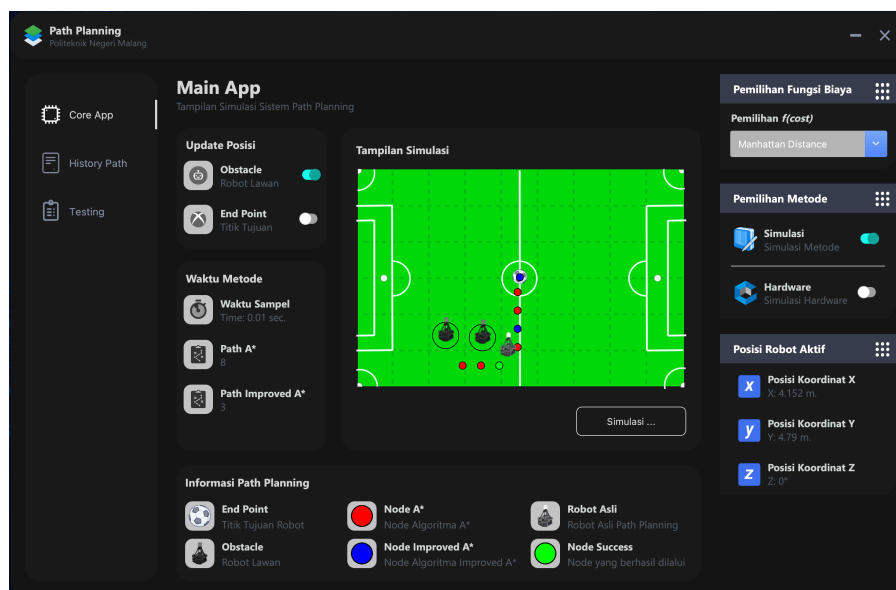 Path Planning
Politeknik Negeri Malang
Core App
History Path
Testing
Main App
Tampilan Simulasi Sistem Path Planning
Update Posisi
Obstacle
Robot Lawan
End Point
Titik Tujuan
Waktu Metode
Waktu Sampel
Time: 0.01 sec.
Path A*
8
Path Improved A*
3
Tampilan Simulasi
Simulasi ...
Informasi Path Planning
End Point
Titik Tujuan Robot
Obstacle
Robot Lawan
Node A*
Node Algoritma A*
Node Improved A*
Node Algoritma Improved A*
Robot Asli
Robot Asli Path Planning
Node Success
Node yang berhasil dilalui
Pemilihan Fungsi Biaya
Pemilihan f(cost)
Manhattan Distance
Pemilihan Metode
Simulasi
Simulasi Metode
Hardware
Simulasi Hardware
Posisi Robot Aktif
x
Posisi Koordinat X
X: 4.152 m.
y
Posisi Koordinat Y
Y: 4.79 m.
z
Posisi Koordinat Z
Z: 0°